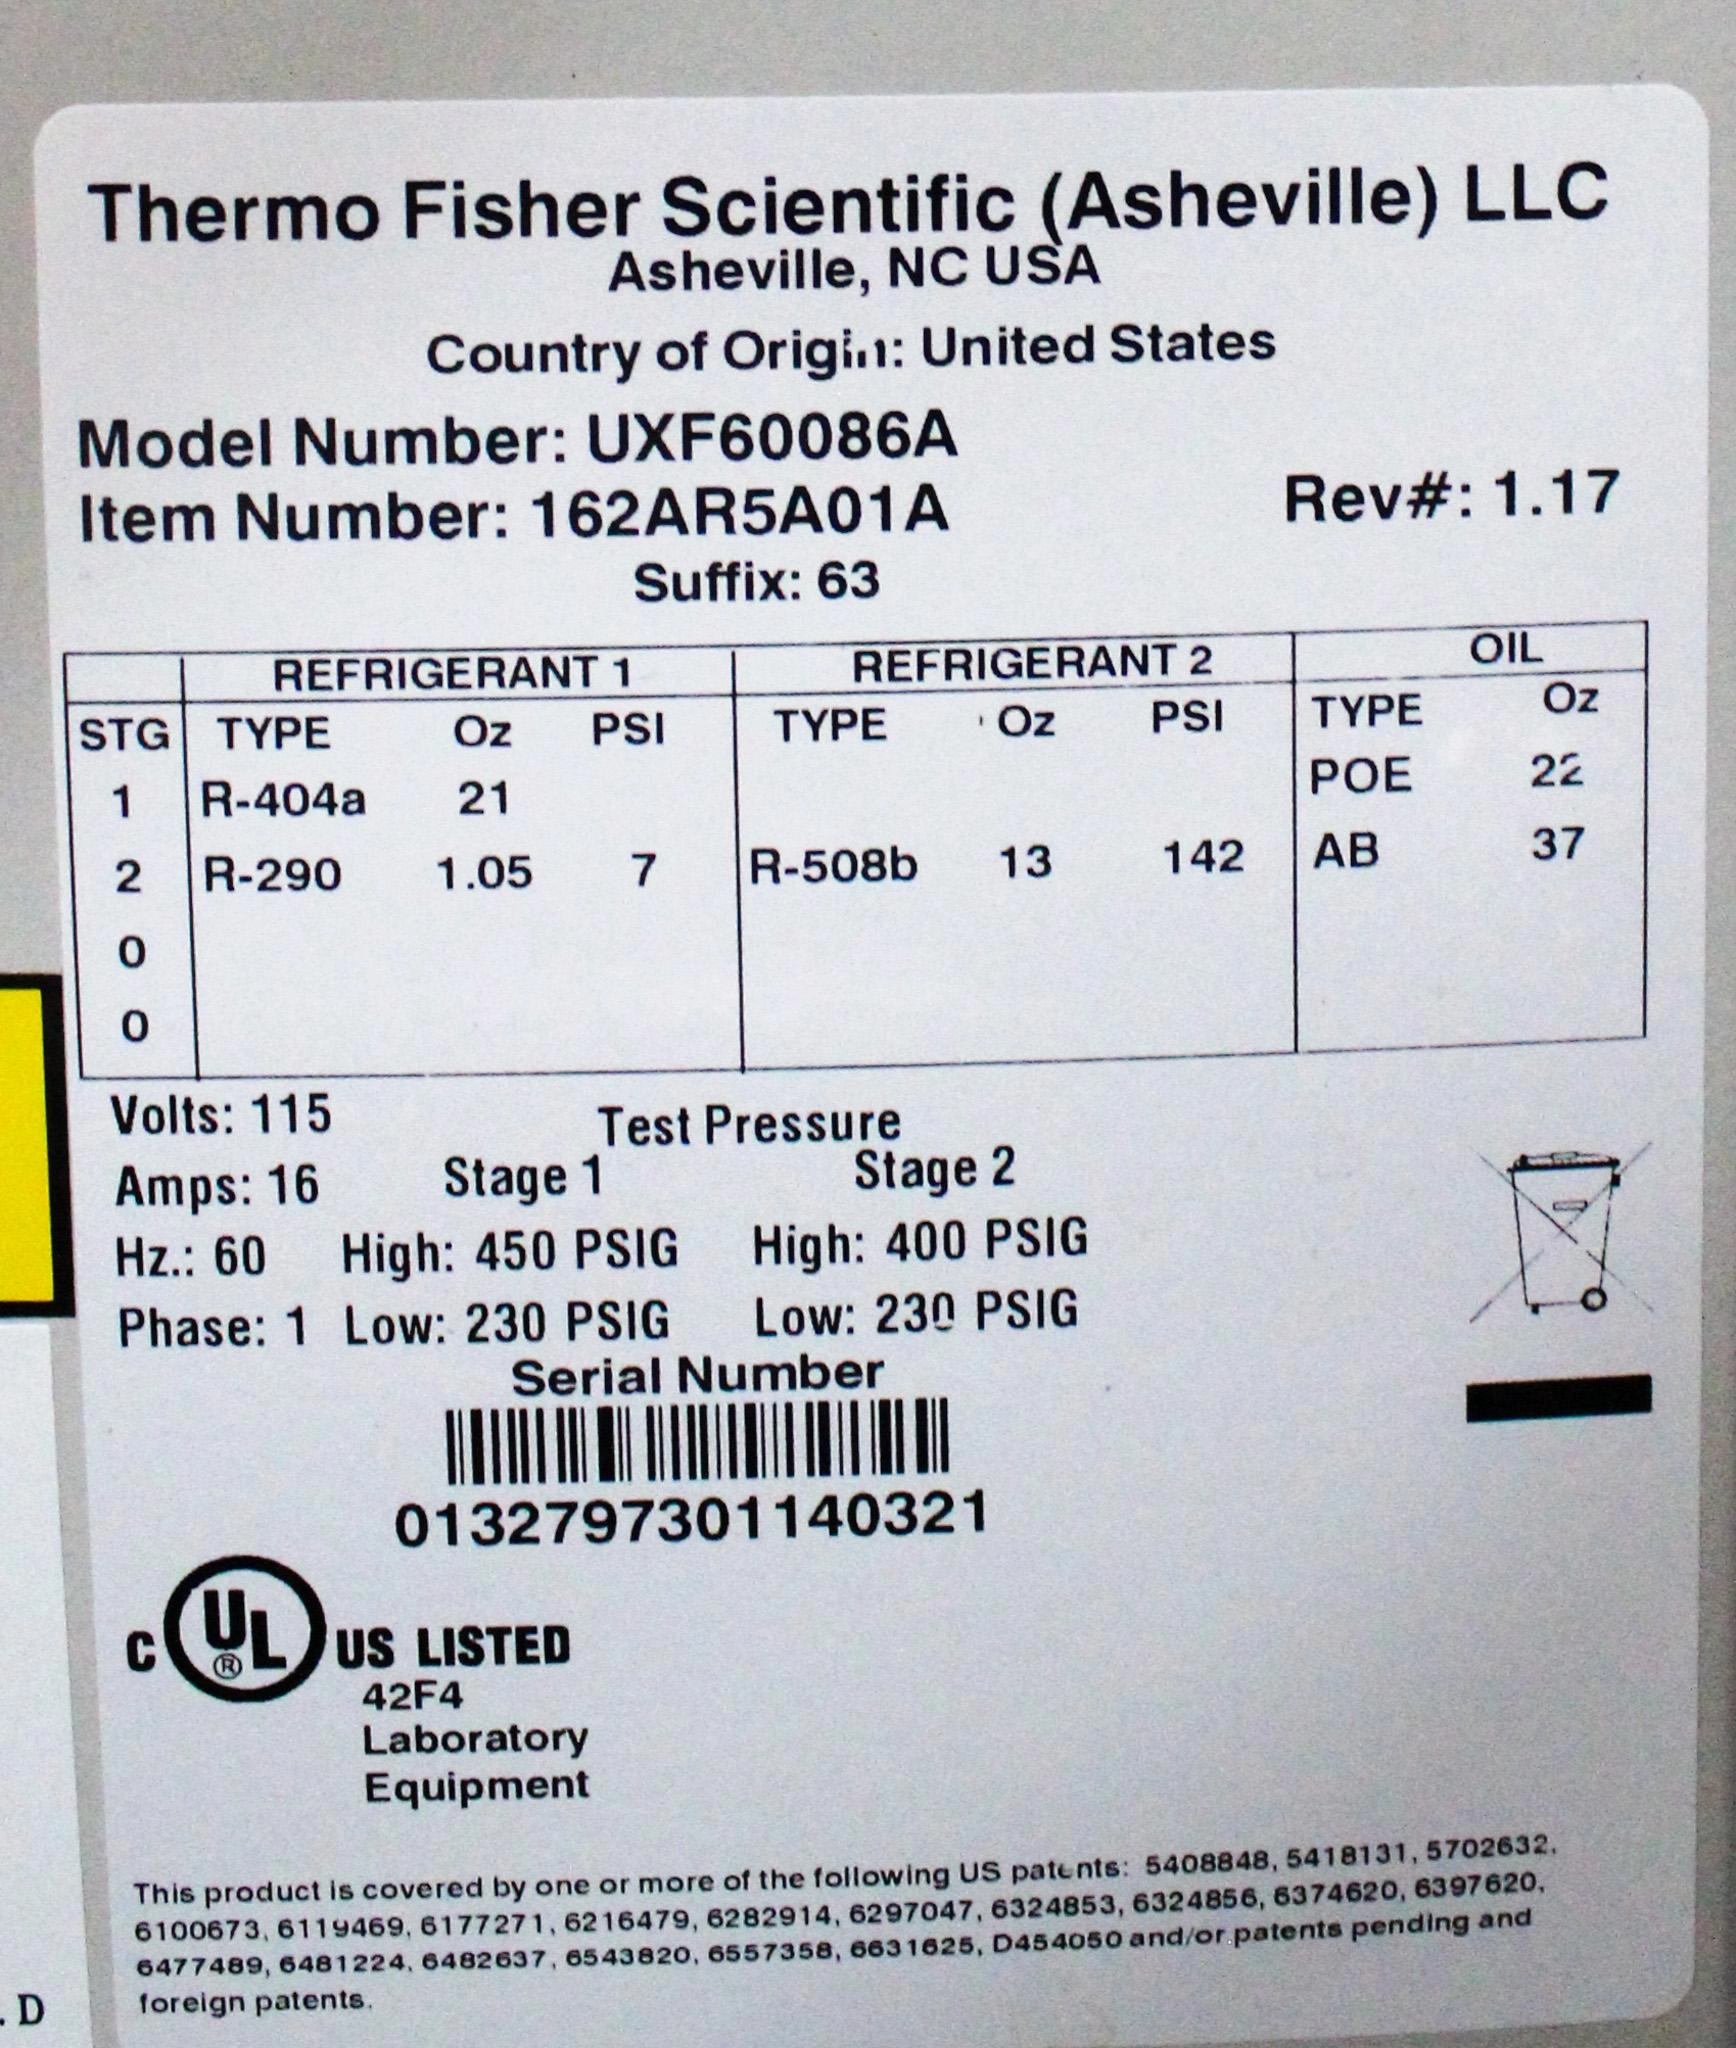 Thermo Fisher Scientific (Asheville) LLC
Asheville, NC USA
Country of Origin: United States
Model Number: UXF60086A
Item Number: 162AR5A01A Rev#: 1.17
Suffix: 63
REFRIGERANT 1 REFRIGERANT 2 OIL
STG TYPE Oz PSI TYPE Oz PSI TYPE Oz
1 R-404a 21 POE 22
2 R-290 1.05 7 R-508b 13 142 AB 37
0
0
Volts: 115 Test Pressure
Amps: 16 Stage 1 Stage 2
Hz.: 60 High: 450 PSIG High: 400 PSIG
Phase: 1 Low: 230 PSIG Low: 230 PSIG
Serial Number
0132797301140321
C UL ® US LISTED
42F4
Laboratory
Equipment
This product is covered by one or more of the following US patents: 5408848, 5418131, 5702632,
6100673, 6119469, 6177271, 6216479, 6282914, 6297047, 6324853, 6324856, 6374620, 6397620,
6477489, 6481224, 6482637, 6543820, 6557358, 6631625, D454050 and/or patents pending and
foreign patents.
. D